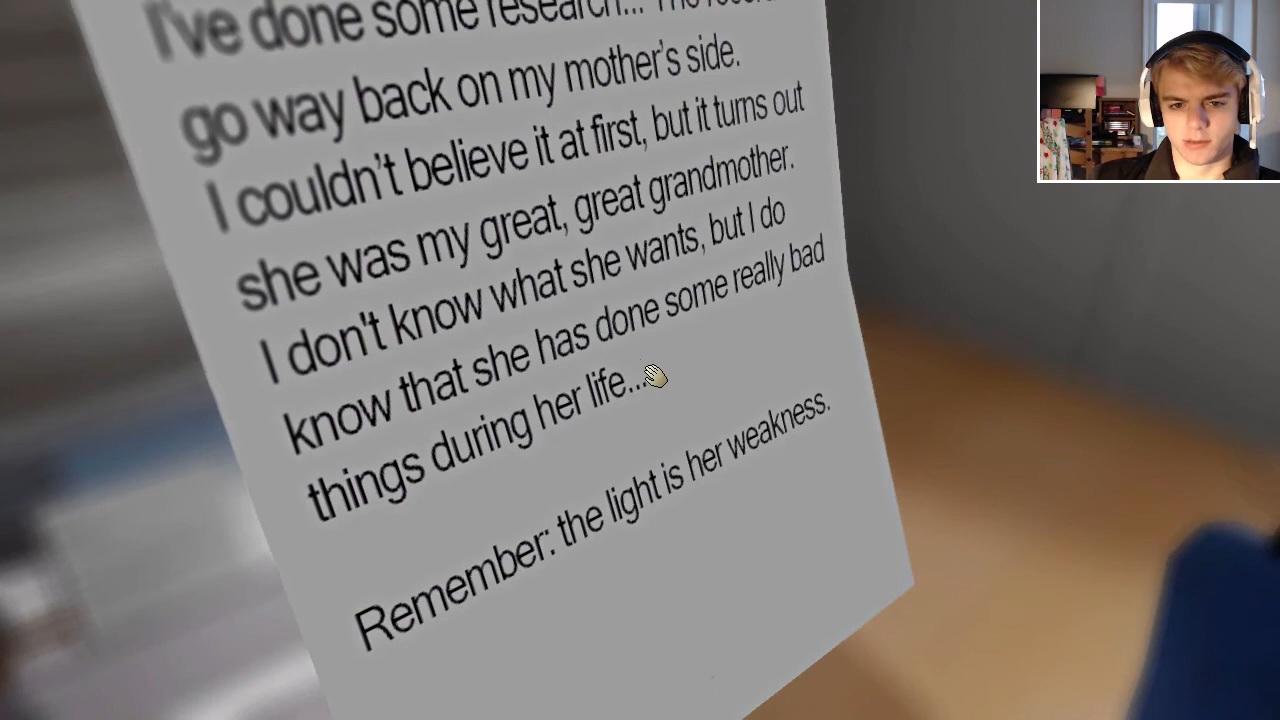 I've done some research... The records
go way back on my mother's side.
I couldn't believe it at first, but it turns out
she was my great, great grandmother.
I don't know what she wants, but I do
know that she has done some really bad
things during her life...
Remember: the light is her weakness.